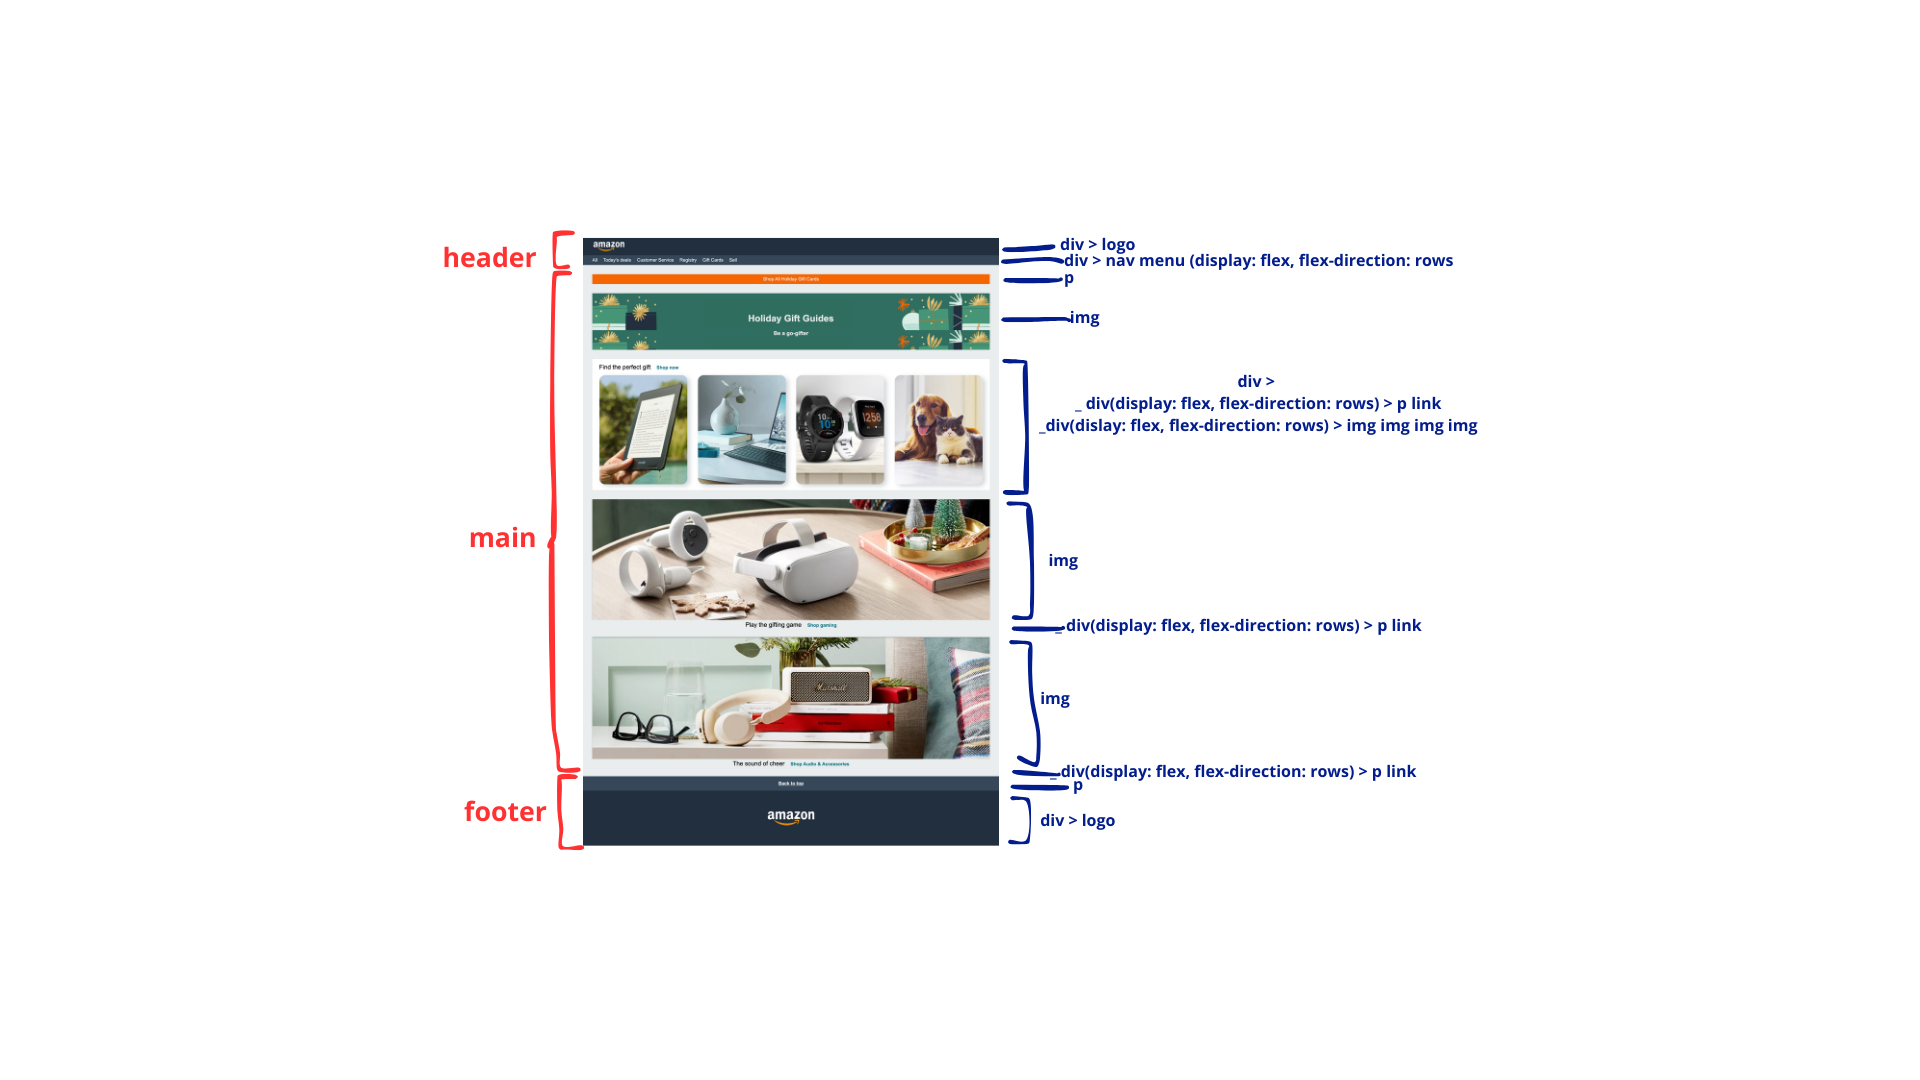 header
main
footer
amazon
All Today's deals Customer Service Registry Gift Cards Sell
Shop All Holiday Gift Cards
Holiday Gift Guides
Be a go-gifter
Find the perfect gift Shop now
Play the gifting game Shop gaming
Marshall
The sound of cheer Shop Audio & Accessories
Back to top
amazon
div > logo
div > nav menu (display: flex, flex-direction: rows
p
img
div >
_ div(display: flex, flex-direction: rows) > p link
_div(dislay: flex, flex-direction: rows) > img img img img
img
_div(display: flex, flex-direction: rows) > p link
img
_div(display: flex, flex-direction: rows) > p link
p
div > logo